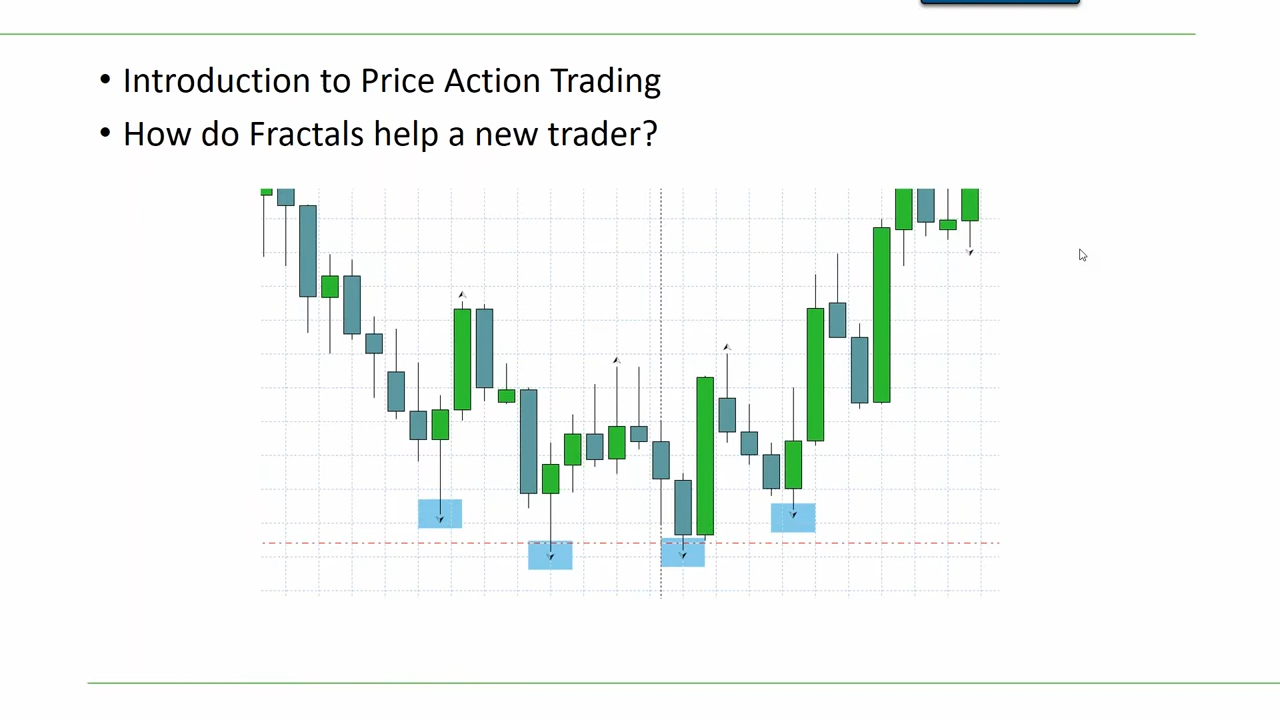 • Introduction to Price Action Trading
• How do Fractals help a new trader?